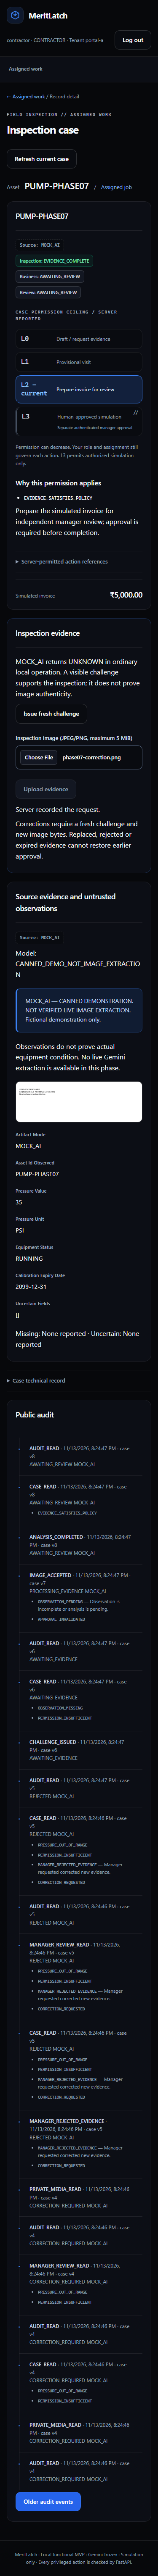 MeritLatch
contractor · CONTRACTOR · Tenant portal-a
Log out
Assigned work
← Assigned work / Record detail
FIELD INSPECTION // ASSIGNED WORK
Inspection case
Refresh current case
Asset PUMP-PHASE07 / Assigned job
PUMP-PHASE07
Source: MOCK_AI
Inspection: EVIDENCE_COMPLETE
Business: AWAITING_REVIEW
Review: AWAITING_REVIEW
CASE PERMISSION CEILING / SERVER
REPORTED
L0 Draft / request evidence
L1 Provisional visit
L2 — Prepare invoice for review
current
L3 Human-approved simulation //
Separate authenticated manager approval
Permission can decrease. Your role and assignment still
govern each action. L3 permits authorized simulation
only.
Why this permission applies
EVIDENCE_SATISFIES_POLICY
Prepare the simulated invoice for
independent manager review; approval is
required before completion.
▸ Server-permitted action references
Simulated invoice ₹5,000.00
Inspection evidence
MOCK_AI returns UNKNOWN in ordinary
local operation. A visible challenge
supports the inspection; it does not prove
image authenticity.
Issue fresh challenge
Inspection image (JPEG/PNG, maximum 5 MiB)
Choose File phase07-correction.png
Upload evidence
Server recorded the request.
Corrections require a fresh challenge and
new image bytes. Replaced, rejected or
expired evidence cannot restore earlier
approval.
Source evidence and untrusted
observations
Source: MOCK_AI
Model:
CANNED_DEMO_NOT_IMAGE_EXTRACTIO
N
MOCK_AI — CANNED DEMONSTRATION.
NOT VERIFIED LIVE IMAGE EXTRACTION.
Fictional demonstration only.
Observations do not prove actual
equipment condition. No live Gemini
extraction is available in this phase.
Artifact Mode
MOCK_AI
Asset Id Observed
PUMP-PHASE07
Pressure Value
35
Pressure Unit
PSI
Equipment Status
RUNNING
Calibration Expiry Date
2099-12-31
Uncertain Fields
[]
Missing: None reported · Uncertain: None
reported
▸ Case technical record
Public audit
AUDIT_READ · 11/13/2026, 8:24:47 PM · case
v8
AWAITING_REVIEW MOCK_AI
CASE_READ · 11/13/2026, 8:24:47 PM · case
v8
AWAITING_REVIEW MOCK_AI
EVIDENCE_SATISFIES_POLICY
ANALYSIS_COMPLETED · 11/13/2026, 8:24:47
PM · case v8
AWAITING_REVIEW MOCK_AI
IMAGE_ACCEPTED · 11/13/2026, 8:24:47 PM ·
case v7
PROCESSING_EVIDENCE MOCK_AI
OBSERVATION_PENDING — Observation is
incomplete or analysis is pending.
APPROVAL_INVALIDATED
AUDIT_READ · 11/13/2026, 8:24:47 PM · case
v6
AWAITING_EVIDENCE
CASE_READ · 11/13/2026, 8:24:47 PM · case
v6
AWAITING_EVIDENCE
OBSERVATION_MISSING
PERMISSION_INSUFFICIENT
CHALLENGE_ISSUED · 11/13/2026, 8:24:47
PM · case v6
AWAITING_EVIDENCE
AUDIT_READ · 11/13/2026, 8:24:47 PM · case
v5
REJECTED MOCK_AI
CASE_READ · 11/13/2026, 8:24:46 PM · case
v5
REJECTED MOCK_AI
PRESSURE_OUT_OF_RANGE
PERMISSION_INSUFFICIENT
MANAGER_REJECTED_EVIDENCE — Manager
requested corrected new evidence.
CORRECTION_REQUIRED
AUDIT_READ · 11/13/2026, 8:24:46 PM · case
v5
REJECTED MOCK_AI
MANAGER_REVIEW_READ · 11/13/2026,
8:24:46 PM · case v5
REJECTED MOCK_AI
PRESSURE_OUT_OF_RANGE
PERMISSION_INSUFFICIENT
MANAGER_REJECTED_EVIDENCE — Manager
requested corrected new evidence.
CORRECTION_REQUIRED
CASE_READ · 11/13/2026, 8:24:46 PM · case
v5
REJECTED MOCK_AI
PRESSURE_OUT_OF_RANGE
PERMISSION_INSUFFICIENT
MANAGER_REJECTED_EVIDENCE — Manager
requested corrected new evidence.
CORRECTION_REQUIRED
MANAGER_REJECTED_EVIDENCE ·
11/13/2026, 8:24:46 PM · case v5
REJECTED MOCK_AI
MANAGER_REJECTED_EVIDENCE — Manager
requested corrected new evidence.
CORRECTION_REQUIRED
PRIVATE_MEDIA_READ · 11/13/2026, 8:24:46
PM · case v4
CORRECTION_REQUIRED MOCK_AI
AUDIT_READ · 11/13/2026, 8:24:46 PM · case
v4
CORRECTION_REQUIRED MOCK_AI
MANAGER_REVIEW_READ · 11/13/2026,
8:24:46 PM · case v4
CORRECTION_REQUIRED MOCK_AI
PRESSURE_OUT_OF_RANGE
PERMISSION_INSUFFICIENT
AUDIT_READ · 11/13/2026, 8:24:46 PM · case
v4
CORRECTION_REQUIRED MOCK_AI
CASE_READ · 11/13/2026, 8:24:46 PM · case
v4
CORRECTION_REQUIRED MOCK_AI
PRESSURE_OUT_OF_RANGE
PERMISSION_INSUFFICIENT
PRIVATE_MEDIA_READ · 11/13/2026, 8:24:46
PM · case v4
CORRECTION_REQUIRED MOCK_AI
AUDIT_READ · 11/13/2026, 8:24:46 PM · case
v4
CORRECTION_REQUIRED MOCK_AI
Older audit events
MeritLatch · Local functional MVP · Gemini frozen · Simulation
only · Every privileged action is checked by FastAPI.